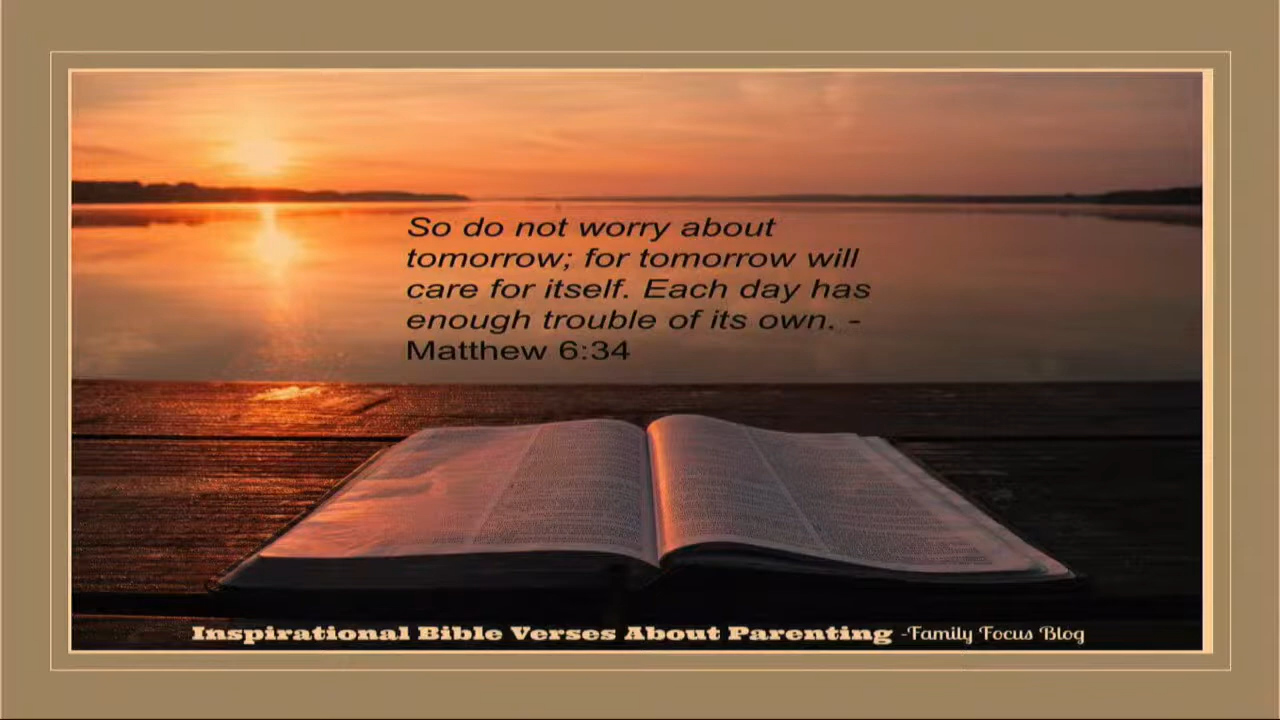 So do not worry about
tomorrow; for tomorrow will
care for itself. Each day has
enough trouble of its own. -
Matthew 6:34
Inspirational Bible Verses About Parenting -Family Focus Blog